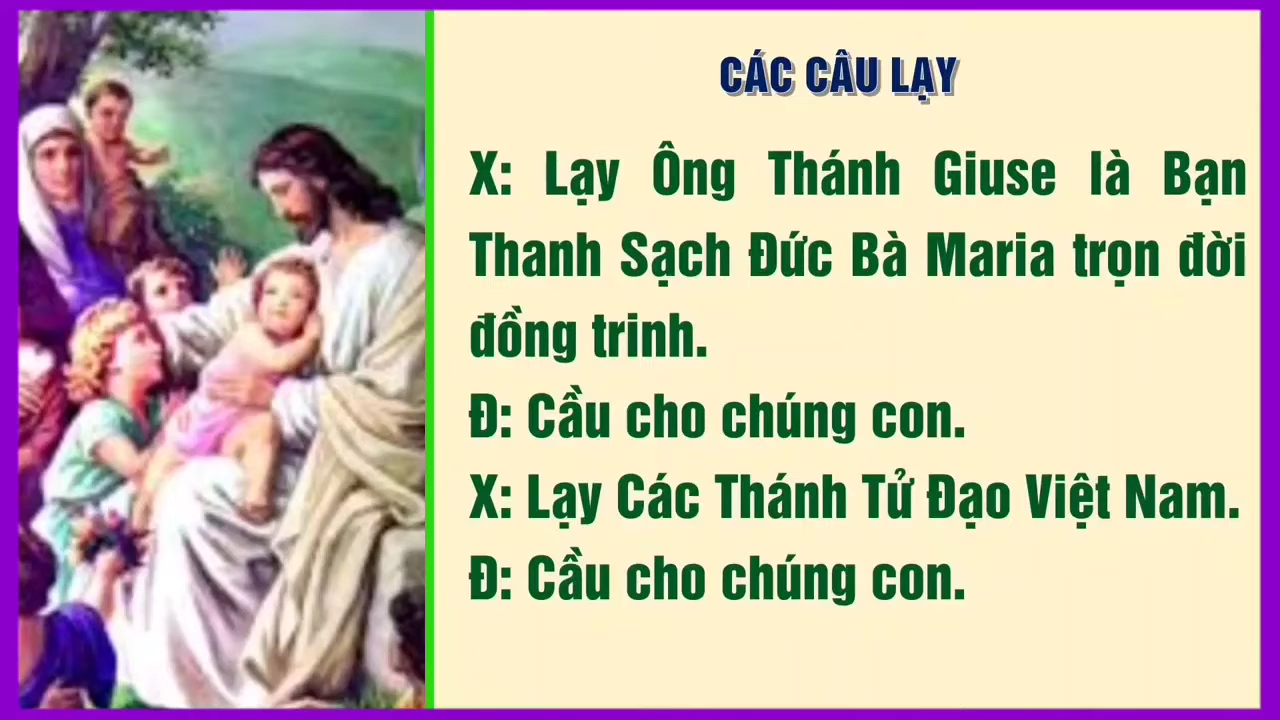 CÁC CÂU LẠY
X: Lạy Ông Thánh Giuse là Bạn
Thanh Sạch Đức Bà Maria trọn đời
đồng trinh.
Đ: Cầu cho chúng con.
X: Lạy Các Thánh Tử Đạo Việt Nam.
Đ: Cầu cho chúng con.